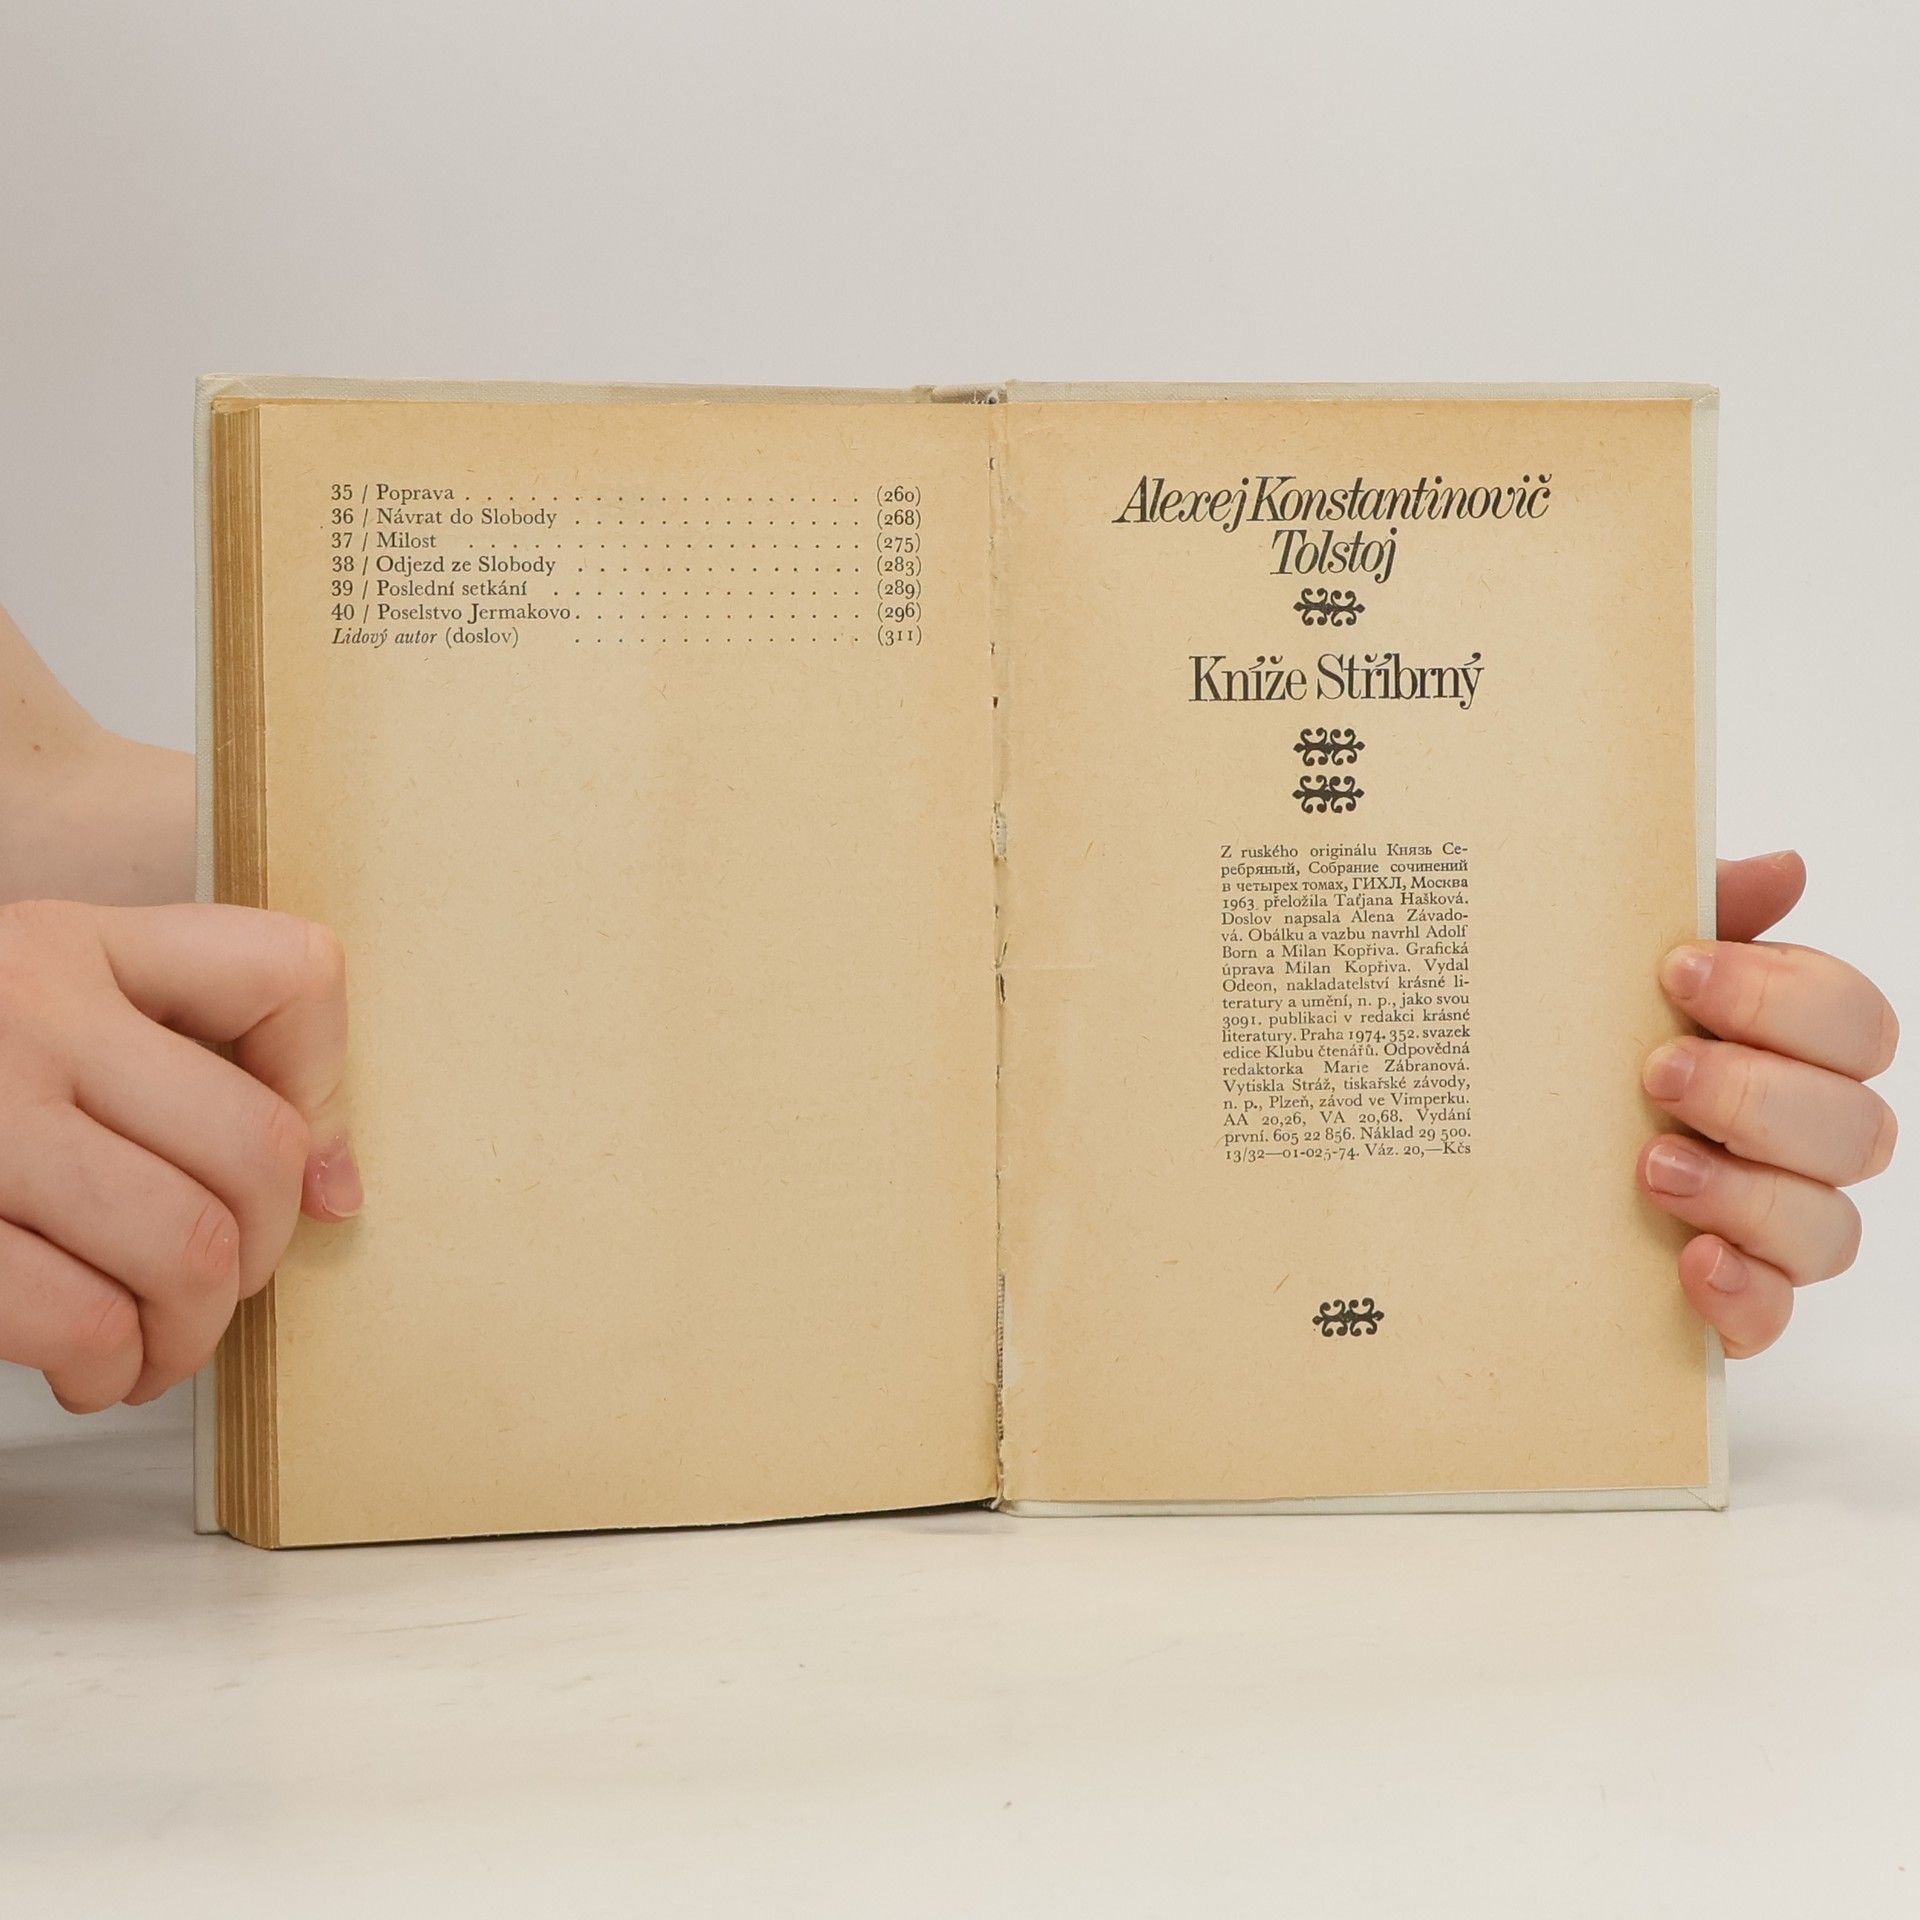 35 / Poprava . . . . . . . . . . . . . . . . . . . (260)
36 / Návrat do Slobody . . . . . . . . . . . . . . (268)
37 / Milost . . . . . . . . . . . . . . . . . . . (275)
38 / Odjezd ze Slobody . . . . . . . . . . . . . . (283)
39 / Poslední setkání . . . . . . . . . . . . . . . (289)
40 / Poselstvo Jermakovo . . . . . . . . . . . . . . (296)
Lidový autor (doslov) . . . . . . . . . . . . . . (311)
Alexej Konstantinovič
Tolstoj
Kníže Stříbrný
Z ruského originálu Князь Се-
ребряный, Собрание сочинений
в четырех томах, ГИХЛ, Москва
1963 přeložila Taťjana Hašková.
Doslov napsala Alena Závado-
vá. Obálku a vazbu navrhl Adolf
Born a Milan Kopřiva. Grafická
úprava Milan Kopřiva. Vydal
Odeon, nakladatelství krásné li-
teratury a umění, n. p., jako svou
3091. publikaci v redakci krásné
literatury. Praha 1974. 352. svazek
edice Klubu čtenářů. Odpovědná
redaktorka Marie Zábranová.
Vytiskla Stráž, tiskařské závody,
n. p., Plzeň, závod ve Vimperku.
AA 20,26, VA 20,68. Vydání
první. 605 22 856. Náklad 29 500.
13/32—01-025-74. Váz. 20,—Kčs